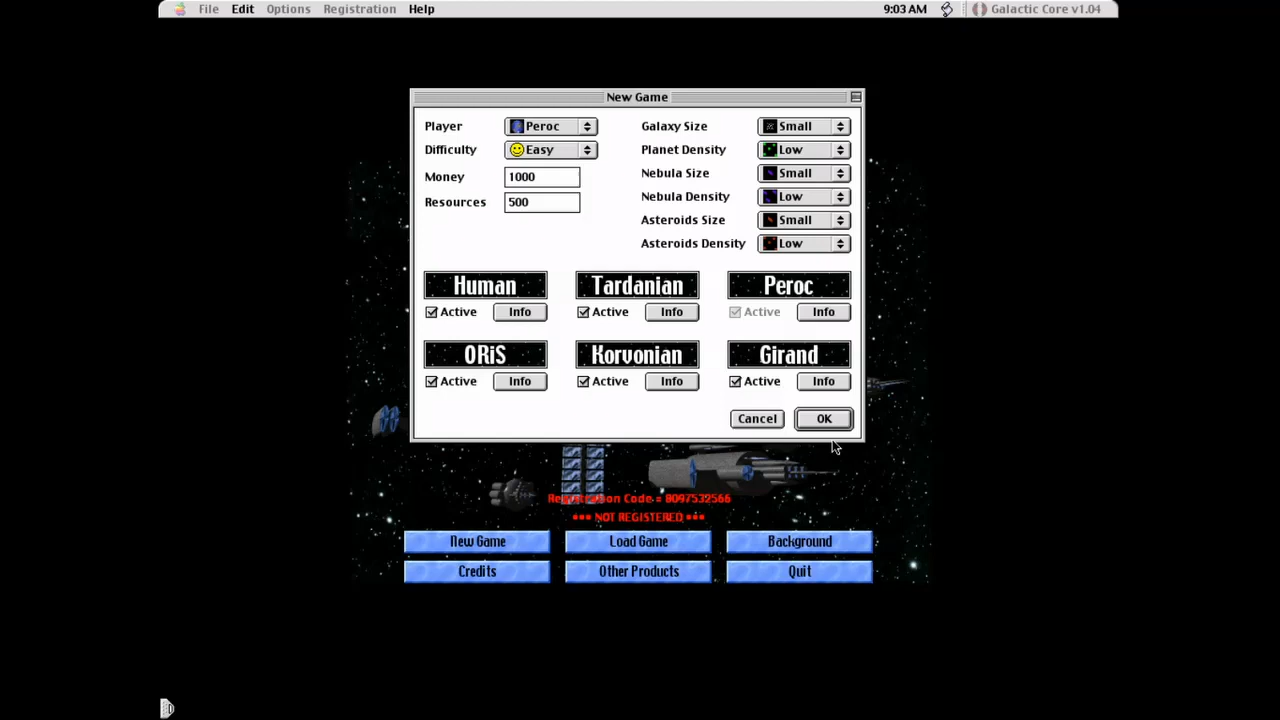 File Edit Options Registration Help 9:03 AM Galactic Core v1.04
New Game
Player Peroc Galaxy Size Small
Difficulty Easy Planet Density Low
Money 1000 Nebula Size Small
Resources 500 Nebula Density Low
Asteroids Size Small
Asteroids Density Low
Human Tardanian Peroc
Active Info Active Info Active Info
ORiS Korvonian Girand
Active Info Active Info Active Info
Cancel OK
Registration Code = 8097532566
*** NOT REGISTERED ***
New Game Load Game Background
Credits Other Products Quit